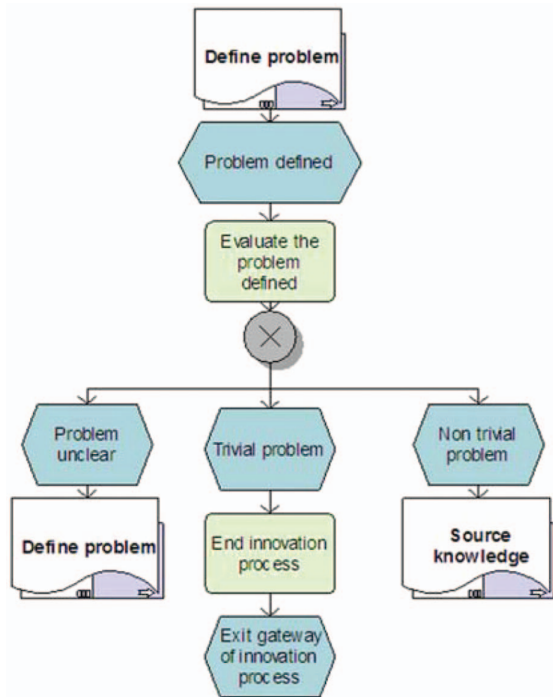 Define problem
Problem defined
Evaluate the
problem
defined
Problem
unclear
Trivial problem
Non trivial
problem
Define problem
End innovation
process
Source
knowledge
Exit gateway
of innovation
process